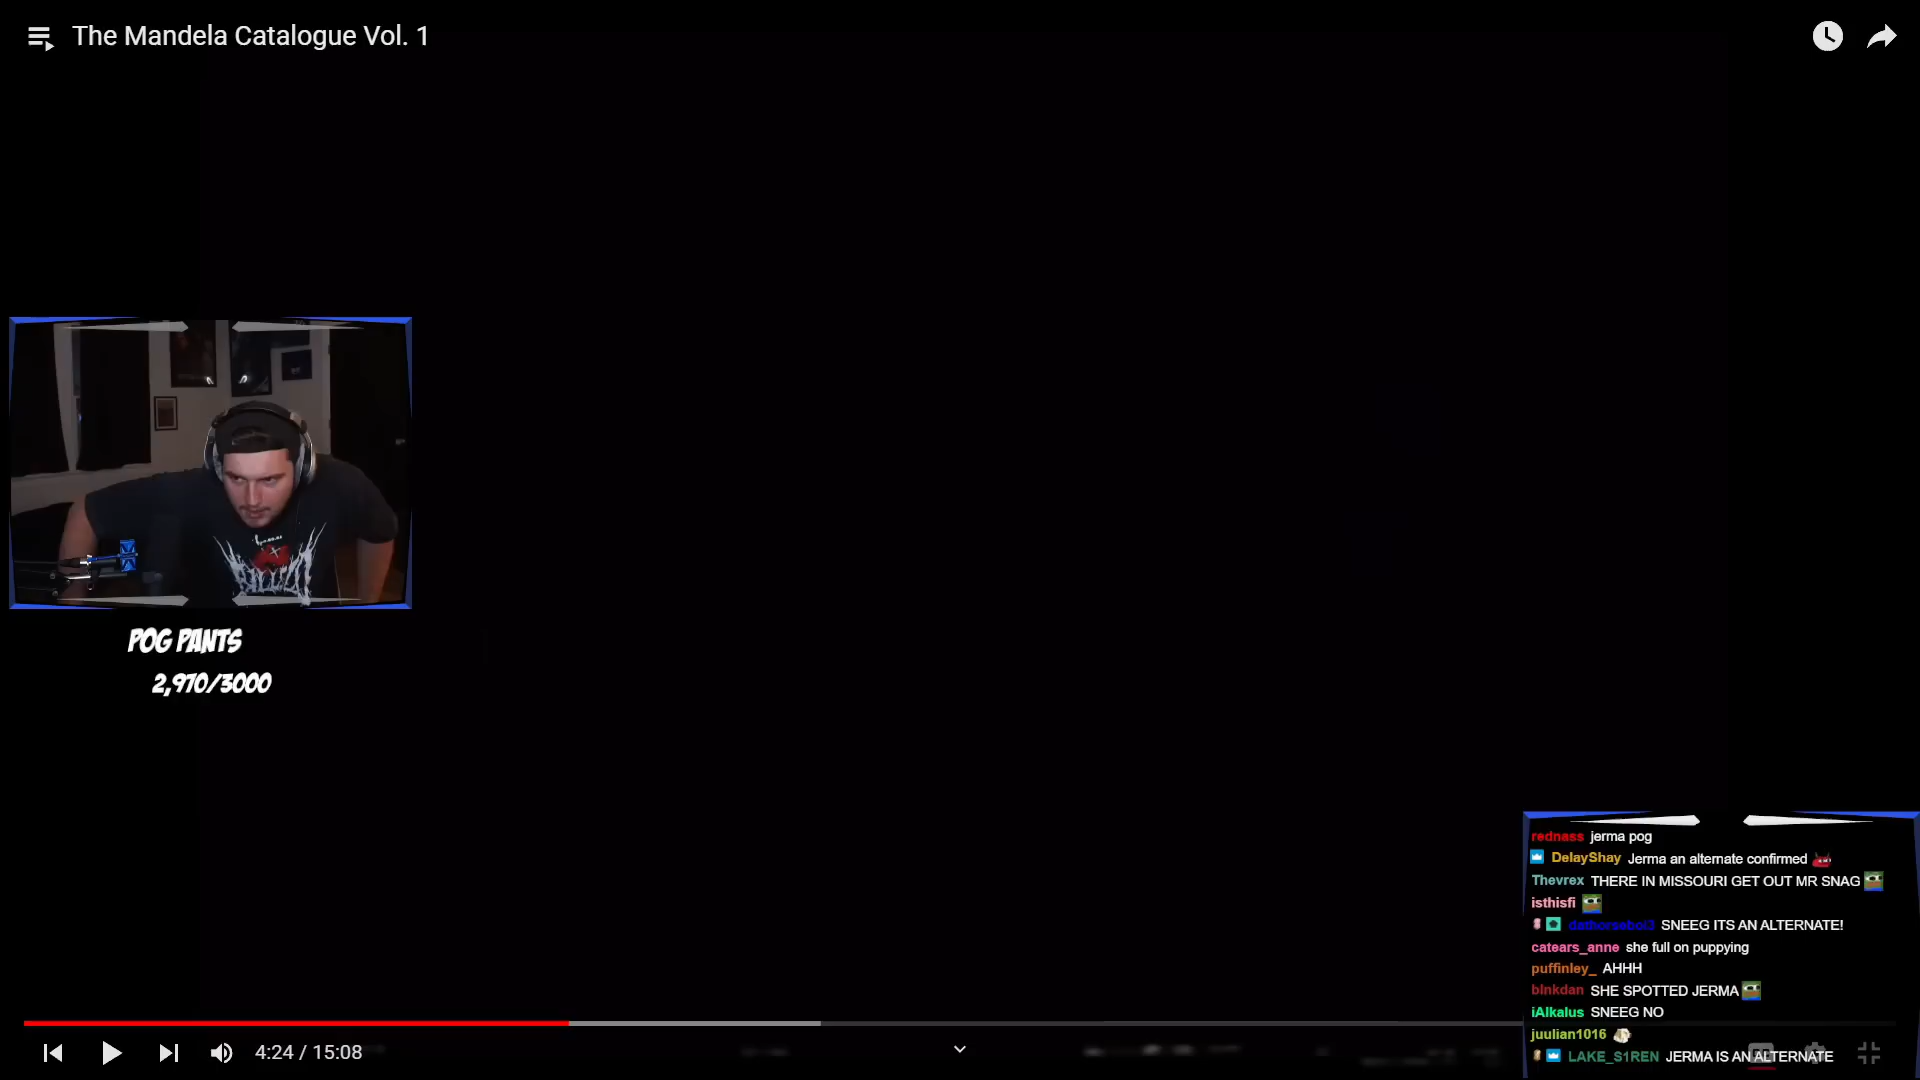 The Mandela Catalogue Vol. 1
POG PANTS
2,970/3000
rednass jerma pog
DelayShay Jerma an alternate confirmed
Thevrex THERE IN MISSOURI GET OUT MR SNAG
isthisfi
dathorseboi3 SNEEG ITS AN ALTERNATE!
catears_anne she full on puppying
puffinley_ AHHH
blnkdan SHE SPOTTED JERMA
iAlkalus SNEEG NO
juulian1016
LAKE_S1REN JERMA IS AN ALTERNATE
4:24 / 15:08